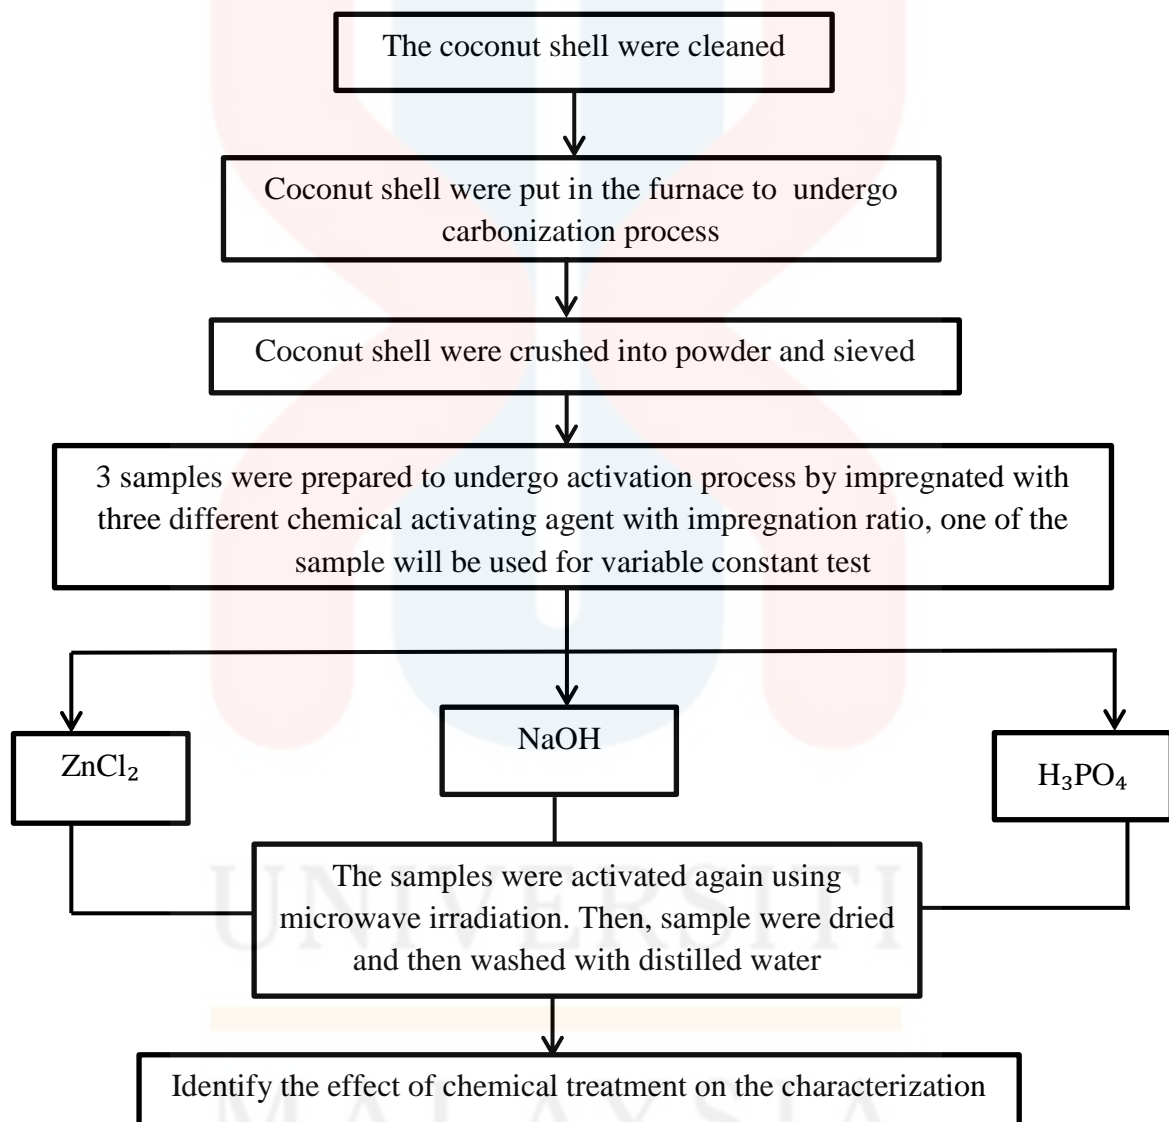 The coconut shell were cleaned
Coconut shell were put in the furnace to undergo
carbonization process
Coconut shell were crushed into powder and sieved
3 samples were prepared to undergo activation process by impregnated with
three different chemical activating agent with impregnation ratio, one of the
sample will be used for variable constant test
ZnCl₂
NaOH
H₃PO₄
The samples were activated again using
microwave irradiation. Then, sample were dried
and then washed with distilled water
UNIVERSITI
Identify the effect of chemical treatment on the characterization
MALAYSIA